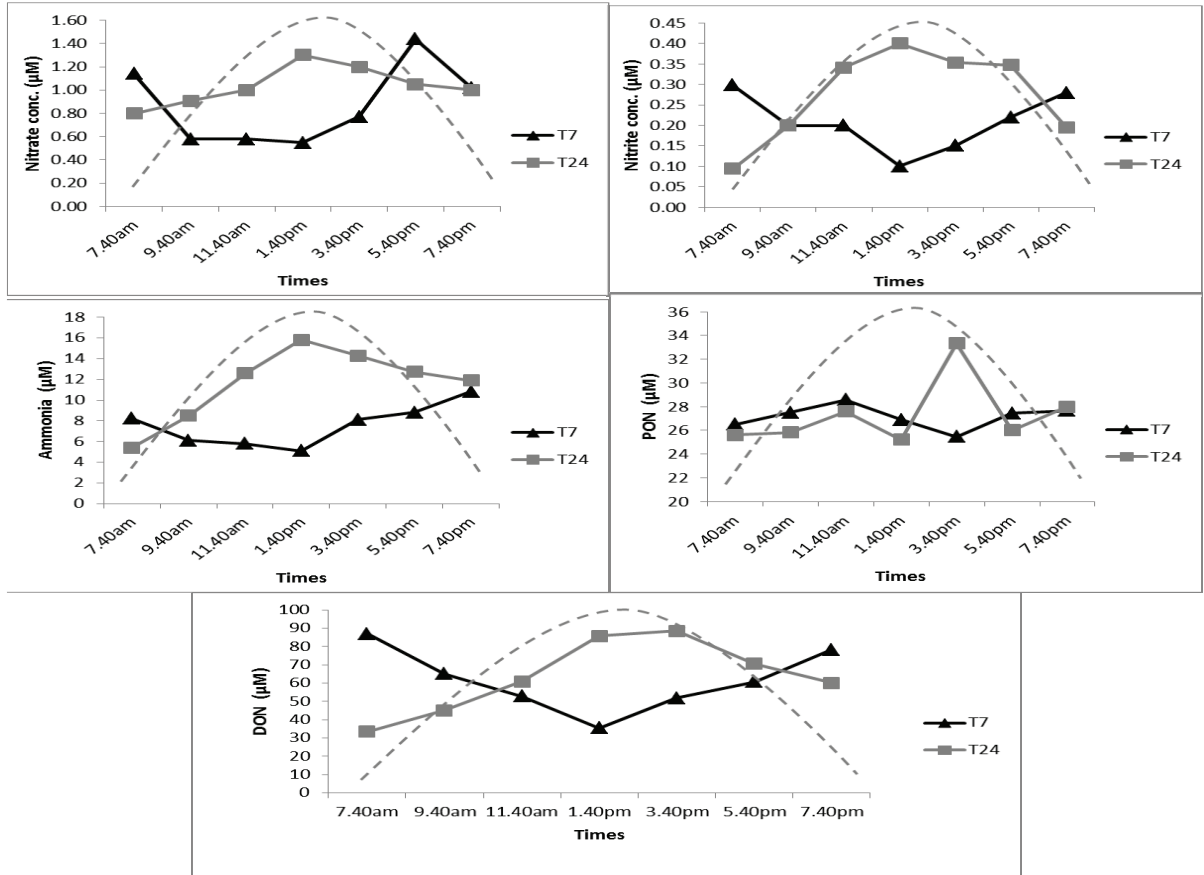 Nitrate conc. (µM)
1.60
1.40
1.20
1.00
0.80
0.60
0.40
0.20
0.00
7.40am 9.40am 11.40am 1.40pm 3.40pm 5.40pm 7.40pm
Times
T7
T24
Nitrite conc. (µM)
0.45
0.40
0.35
0.30
0.25
0.20
0.15
0.10
0.05
0.00
7.40am 9.40am 11.40am 1.40pm 3.40pm 5.40pm 7.40pm
Times
T7
T24
Ammonia (µM)
18
16
14
12
10
8
6
4
2
0
7.40am 9.40am 11.40am 1.40pm 3.40pm 5.40pm 7.40pm
Times
T7
T24
PON (µM)
36
34
32
30
28
26
24
22
20
7.40am 9.40am 11.40am 1.40pm 3.40pm 5.40pm 7.40pm
Times
T7
T24
DON (µM)
100
90
80
70
60
50
40
30
20
10
0
7.40am 9.40am 11.40am 1.40pm 3.40pm 5.40pm 7.40pm
Times
T7
T24